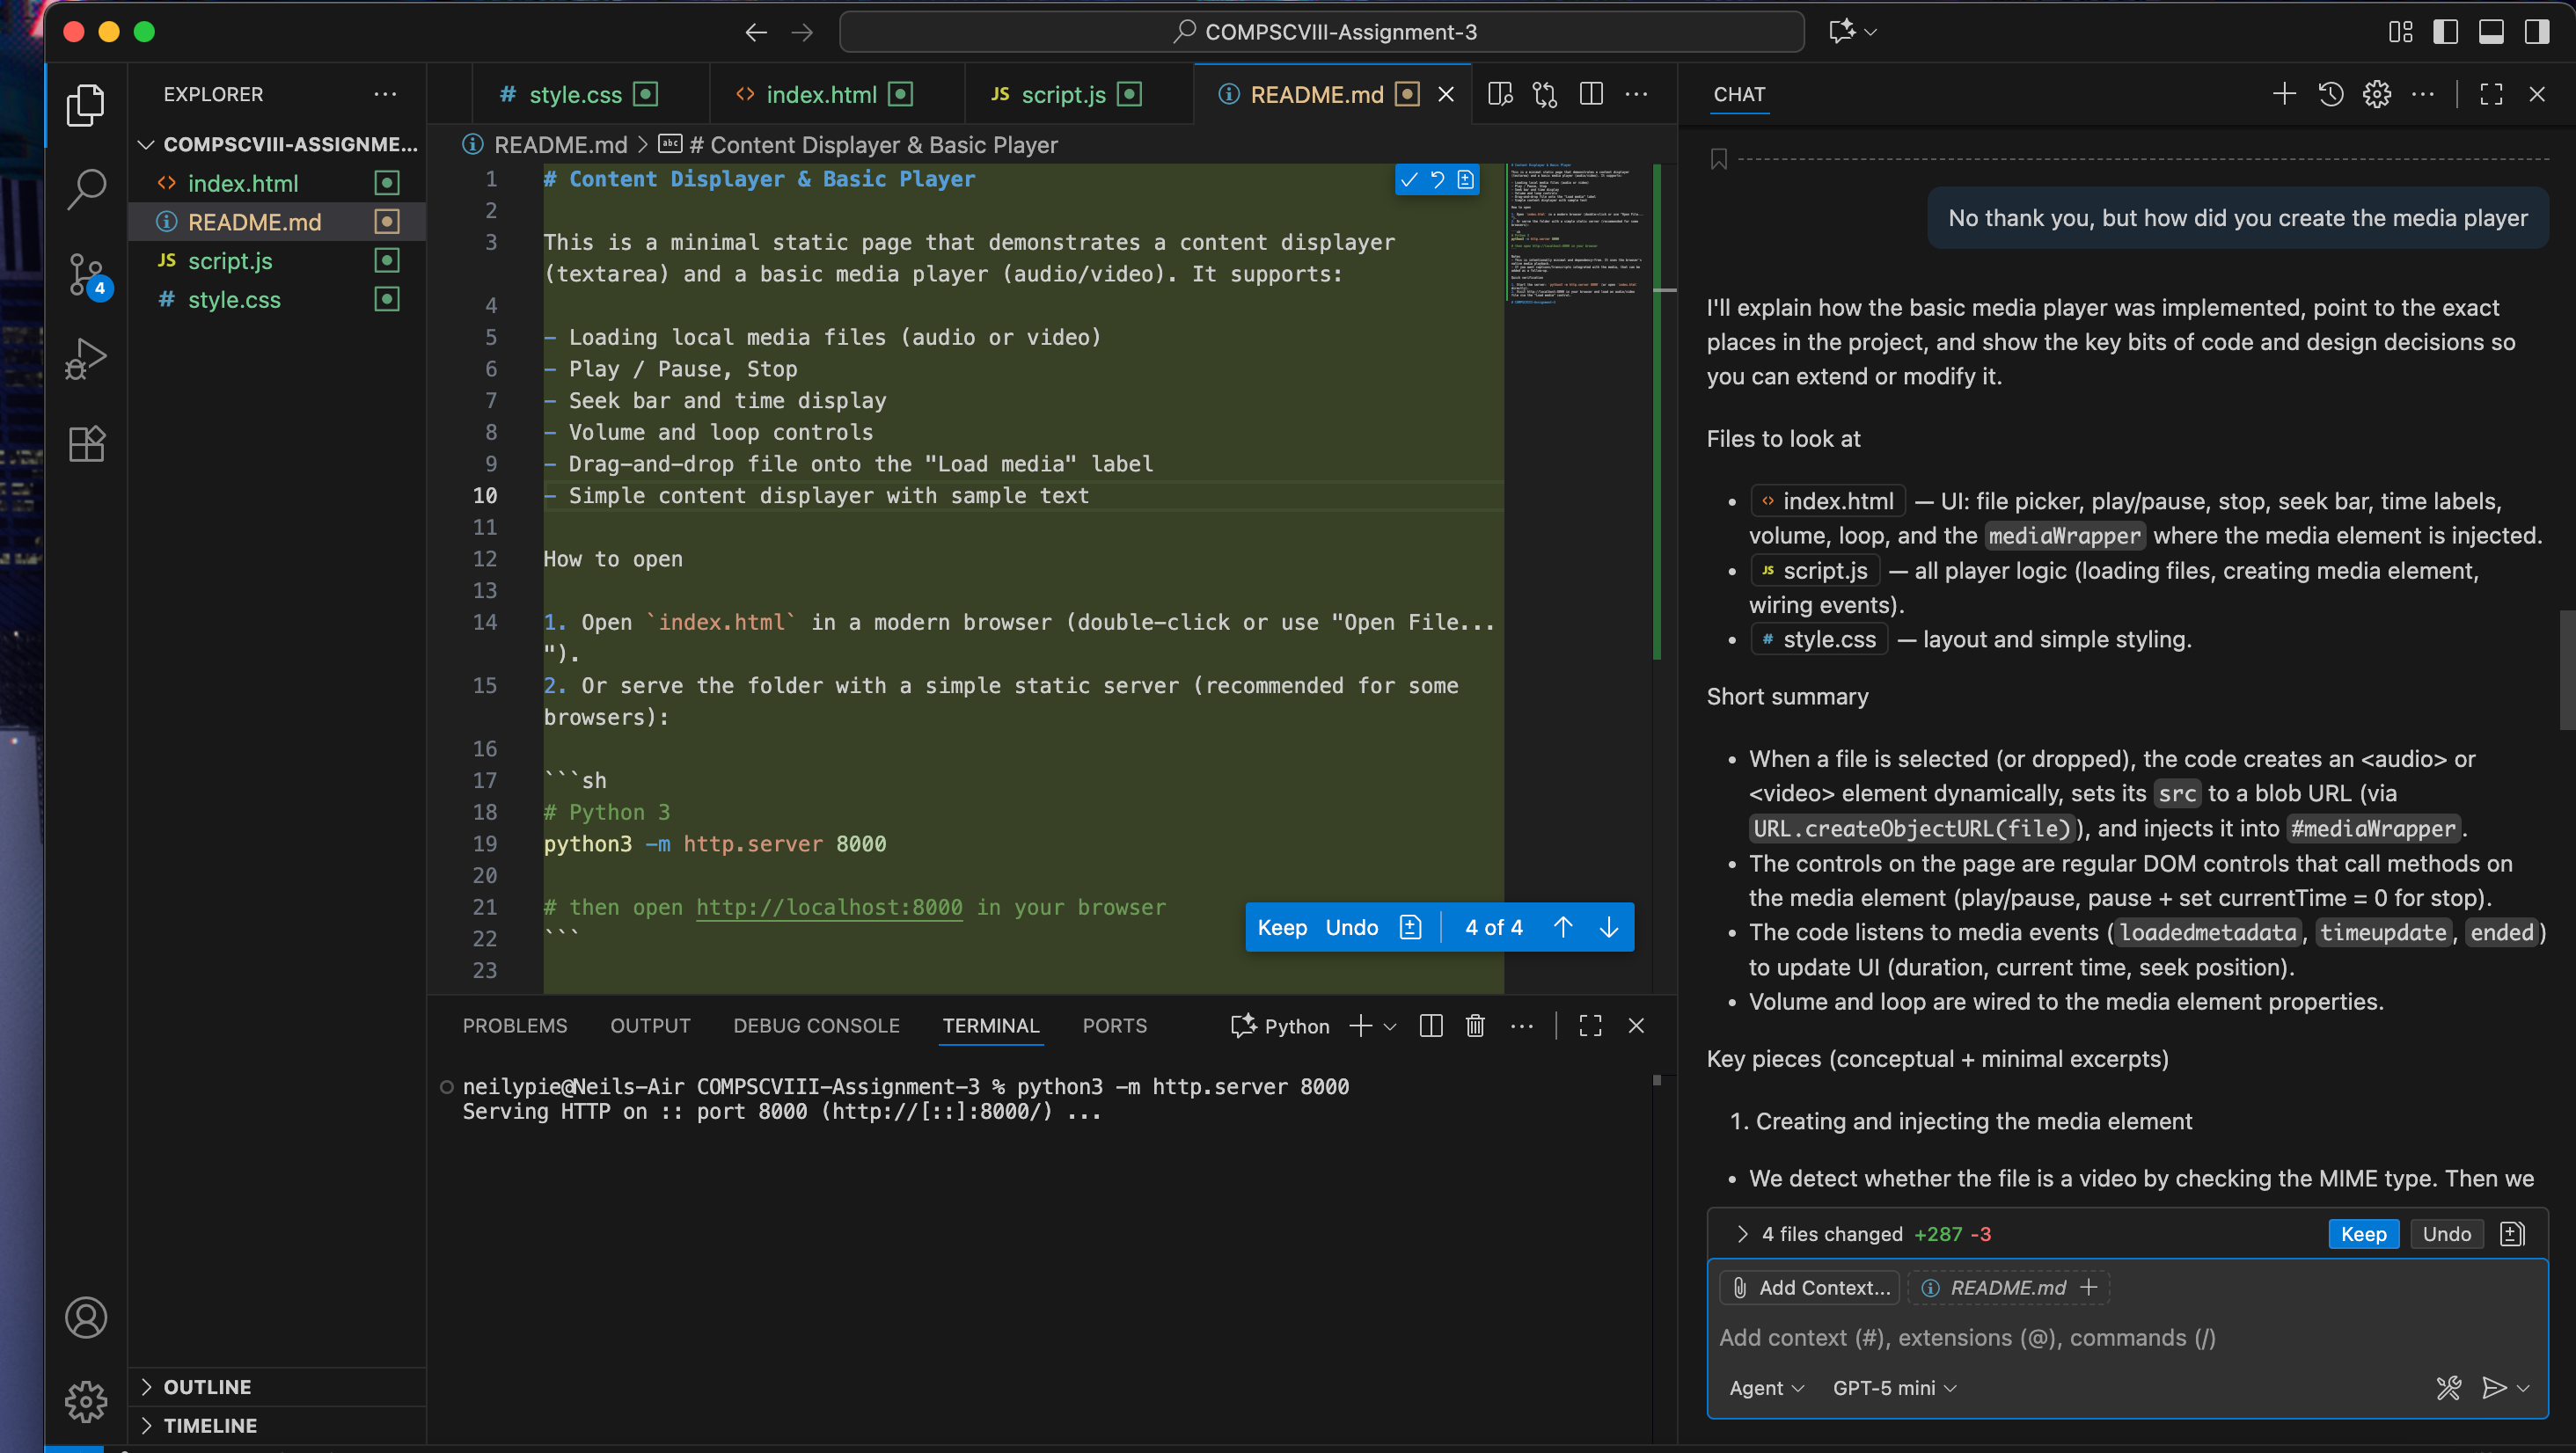 COMPSCVIII-Assignment-3
EXPLORER
COMPSCVIII-ASSIGNME...
index.html
README.md
JS script.js
# style.css
4
# style.css
index.html
JS script.js
README.md
README.md > # Content Displayer & Basic Player
1 # Content Displayer & Basic Player
2
3 This is a minimal static page that demonstrates a content displayer
(textarea) and a basic media player (audio/video). It supports:
4
5 - Loading local media files (audio or video)
6 - Play / Pause, Stop
7 - Seek bar and time display
8 - Volume and loop controls
9 - Drag-and-drop file onto the "Load media" label
10 - Simple content displayer with sample text
11
12 How to open
13
14 1. Open `index.html` in a modern browser (double-click or use "Open File...
").
15 2. Or serve the folder with a simple static server (recommended for some
browsers):
16
17 ```sh
18 # Python 3
19 python3 -m http.server 8000
20
21 # then open http://localhost:8000 in your browser
22 ```
23
Keep Undo 4 of 4
PROBLEMS OUTPUT DEBUG CONSOLE TERMINAL PORTS Python
neilypie@Neils-Air COMPSCVIII-Assignment-3 % python3 -m http.server 8000
Serving HTTP on :: port 8000 (http://[::]:8000/) ...
OUTLINE
TIMELINE
CHAT
No thank you, but how did you create the media player
I'll explain how the basic media player was implemented, point to the exact
places in the project, and show the key bits of code and design decisions so
you can extend or modify it.
Files to look at
• index.html — UI: file picker, play/pause, stop, seek bar, time labels,
volume, loop, and the mediaWrapper where the media element is injected.
• JS script.js — all player logic (loading files, creating media element,
wiring events).
• # style.css — layout and simple styling.
Short summary
• When a file is selected (or dropped), the code creates an <audio> or
<video> element dynamically, sets its src to a blob URL (via
URL.createObjectURL(file)), and injects it into #mediaWrapper.
• The controls on the page are regular DOM controls that call methods on
the media element (play/pause, pause + set currentTime = 0 for stop).
• The code listens to media events (loadedmetadata, timeupdate, ended)
to update UI (duration, current time, seek position).
• Volume and loop are wired to the media element properties.
Key pieces (conceptual + minimal excerpts)
1. Creating and injecting the media element
• We detect whether the file is a video by checking the MIME type. Then we
4 files changed +287 -3 Keep Undo
Add Context... README.md
Add context (#), extensions (@), commands (/)
Agent GPT-5 mini